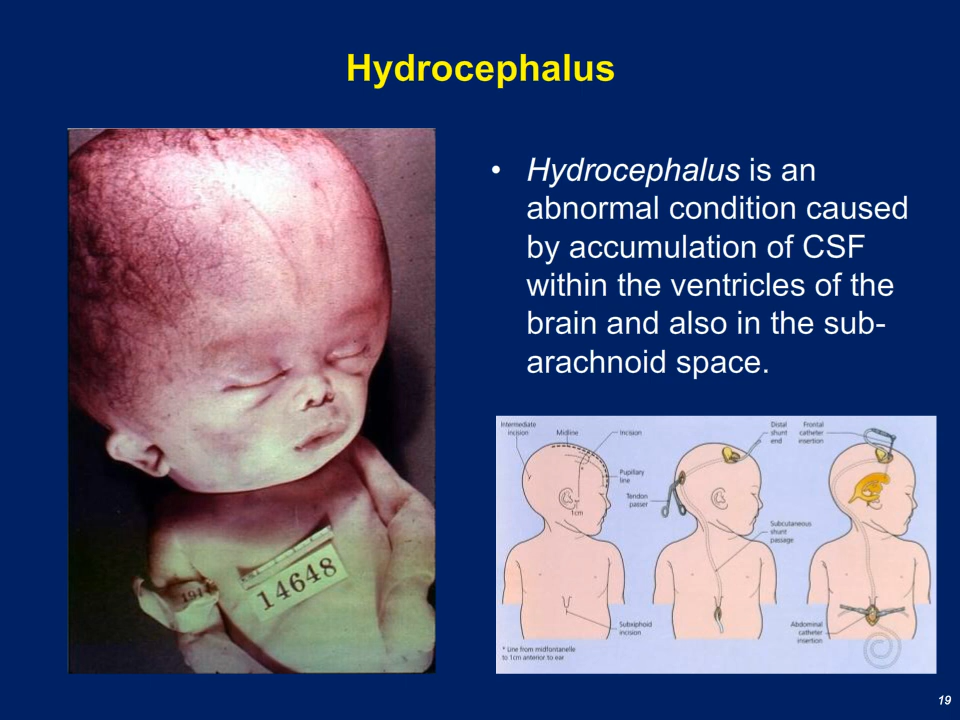 Hydrocephalus
• Hydrocephalus is an
abnormal condition caused
by accumulation of CSF
within the ventricles of the
brain and also in the sub-
arachnoid space.
14648
Intermediate
incision
Midline
Incision
Pupillary
line
1cm
Subxiphoid
incision
* Line from midfontanelle
to 1cm anterior to ear
Distal
shunt
end
Tendon
passer
Subcutaneous
shunt
passage
Frontal
catheter
insertion
Abdominal
catheter
insertion
19